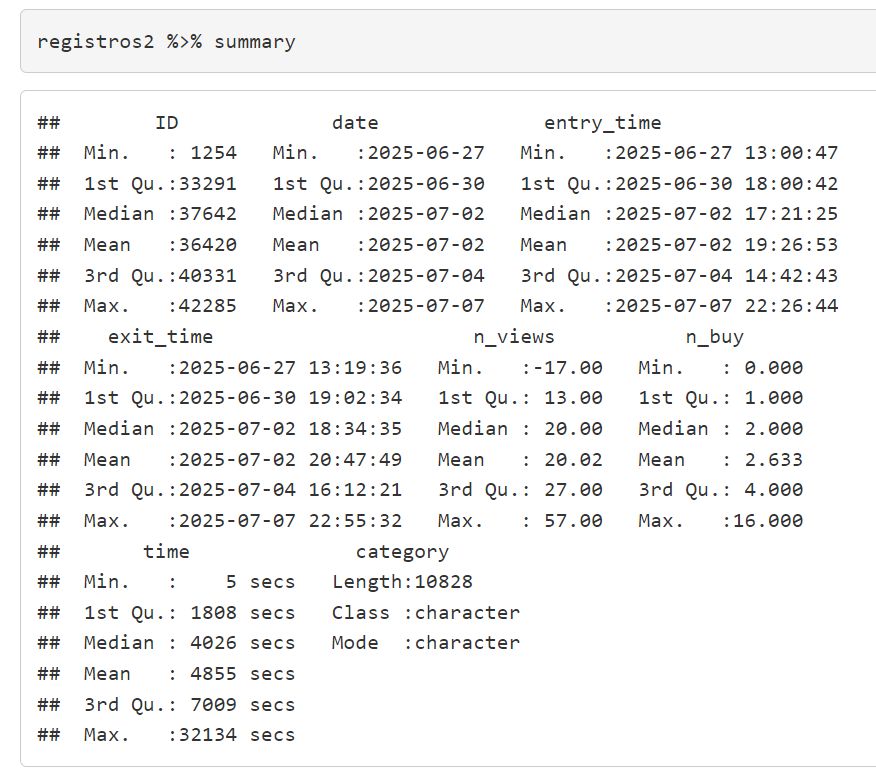 registros2 %>% summary
##        ID             date              entry_time
##  Min.   : 1254   Min.   :2025-06-27   Min.   :2025-06-27 13:00:47
##  1st Qu.:33291   1st Qu.:2025-06-30   1st Qu.:2025-06-30 18:00:42
##  Median :37642   Median :2025-07-02   Median :2025-07-02 17:21:25
##  Mean   :36420   Mean   :2025-07-02   Mean   :2025-07-02 19:26:53
##  3rd Qu.:40331   3rd Qu.:2025-07-04   3rd Qu.:2025-07-04 14:42:43
##  Max.   :42285   Max.   :2025-07-07   Max.   :2025-07-07 22:26:44
##    exit_time                      n_views           n_buy
##  Min.   :2025-06-27 13:19:36   Min.   :-17.00   Min.   : 0.000
##  1st Qu.:2025-06-30 19:02:34   1st Qu.: 13.00   1st Qu.: 1.000
##  Median :2025-07-02 18:34:35   Median : 20.00   Median : 2.000
##  Mean   :2025-07-02 20:47:49   Mean   : 20.02   Mean   : 2.633
##  3rd Qu.:2025-07-04 16:12:21   3rd Qu.: 27.00   3rd Qu.: 4.000
##  Max.   :2025-07-07 22:55:32   Max.   : 57.00   Max.   :16.000
##       time              category
##  Min.   :    5 secs   Length:10828
##  1st Qu.: 1808 secs   Class :character
##  Median : 4026 secs   Mode  :character
##  Mean   : 4855 secs
##  3rd Qu.: 7009 secs
##  Max.   :32134 secs